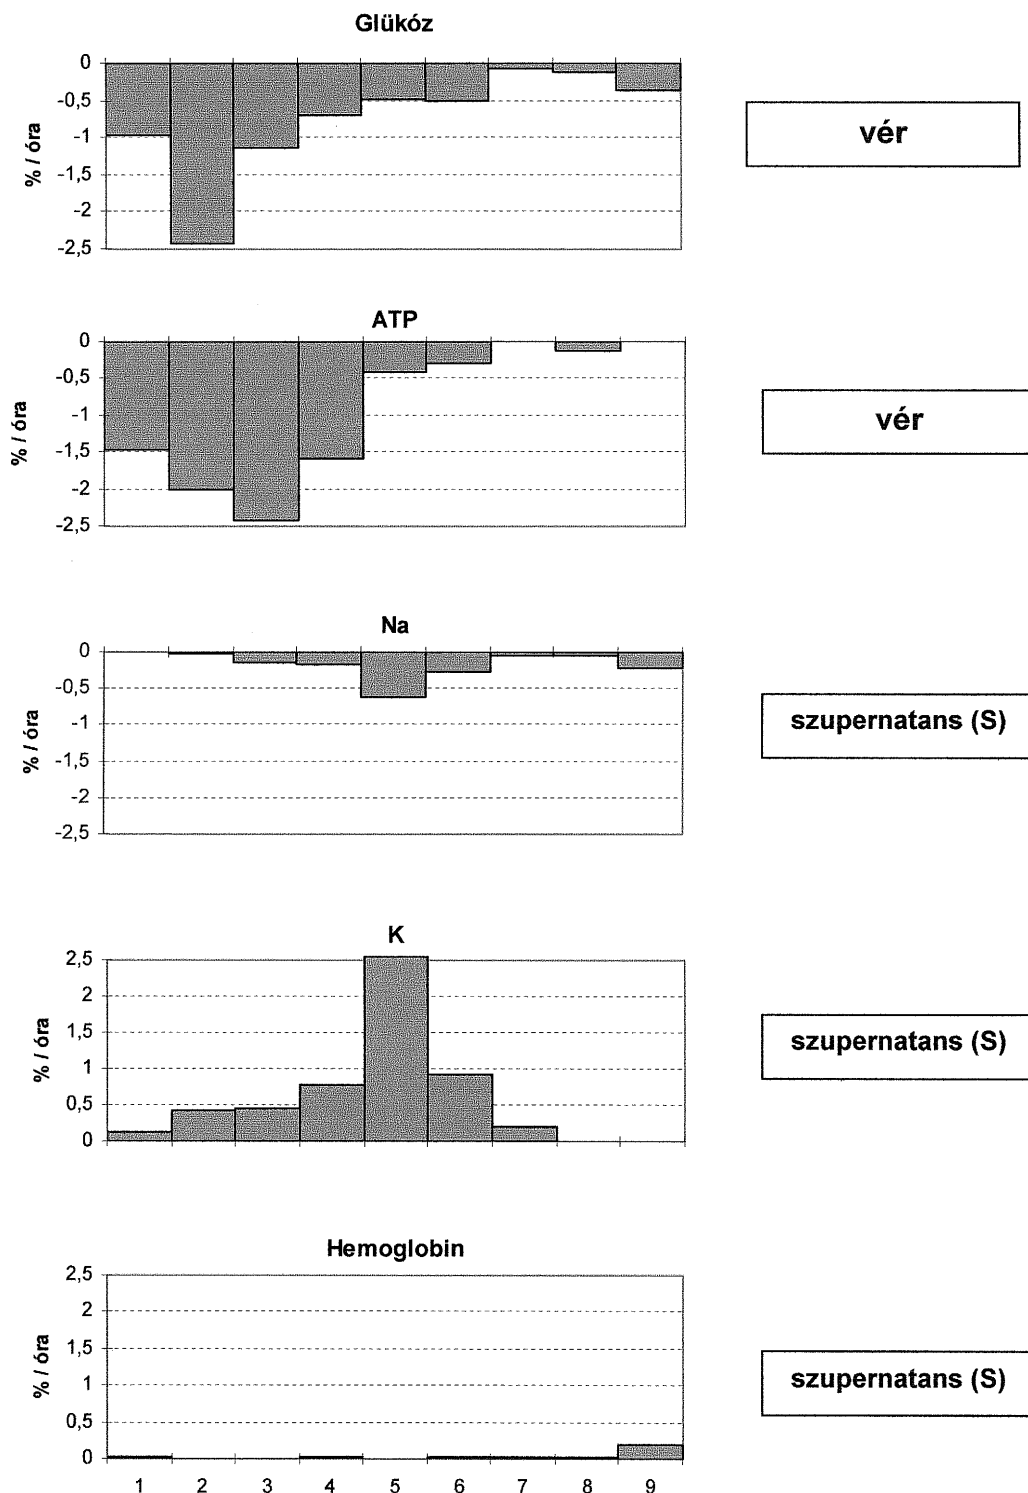 Glükóz
0
-0,5
-1
-1,5
-2
-2,5
% / óra
vér
ATP
0
-0,5
-1
-1,5
-2
-2,5
% / óra
vér
Na
0
-0,5
-1
-1,5
-2
-2,5
% / óra
szupernatans (S)
K
2,5
2
1,5
1
0,5
0
% / óra
szupernatans (S)
Hemoglobin
2,5
2
1,5
1
0,5
0
% / óra
szupernatans (S)
1 2 3 4 5 6 7 8 9